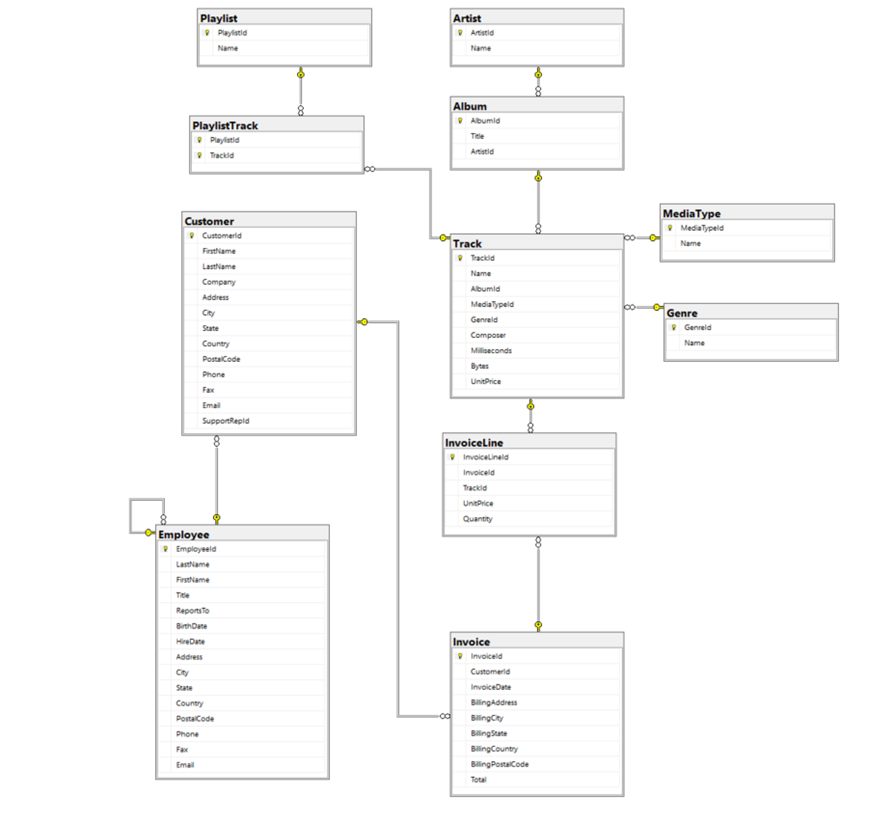 Playlist
PlaylistId
Name
Artist
ArtistId
Name
Album
AlbumId
Title
ArtistId
PlaylistTrack
PlaylistId
TrackId
MediaType
MediaTypeId
Name
Customer
CustomerId
FirstName
LastName
Company
Address
City
State
Country
PostalCode
Phone
Fax
Email
SupportRepId
Track
TrackId
Name
AlbumId
MediaTypeId
GenreId
Composer
Milliseconds
Bytes
UnitPrice
Genre
GenreId
Name
InvoiceLine
InvoiceLineId
InvoiceId
TrackId
UnitPrice
Quantity
Employee
EmployeeId
LastName
FirstName
Title
ReportsTo
BirthDate
HireDate
Address
City
State
Country
PostalCode
Phone
Fax
Email
Invoice
InvoiceId
CustomerId
InvoiceDate
BillingAddress
BillingCity
BillingState
BillingCountry
BillingPostalCode
Total